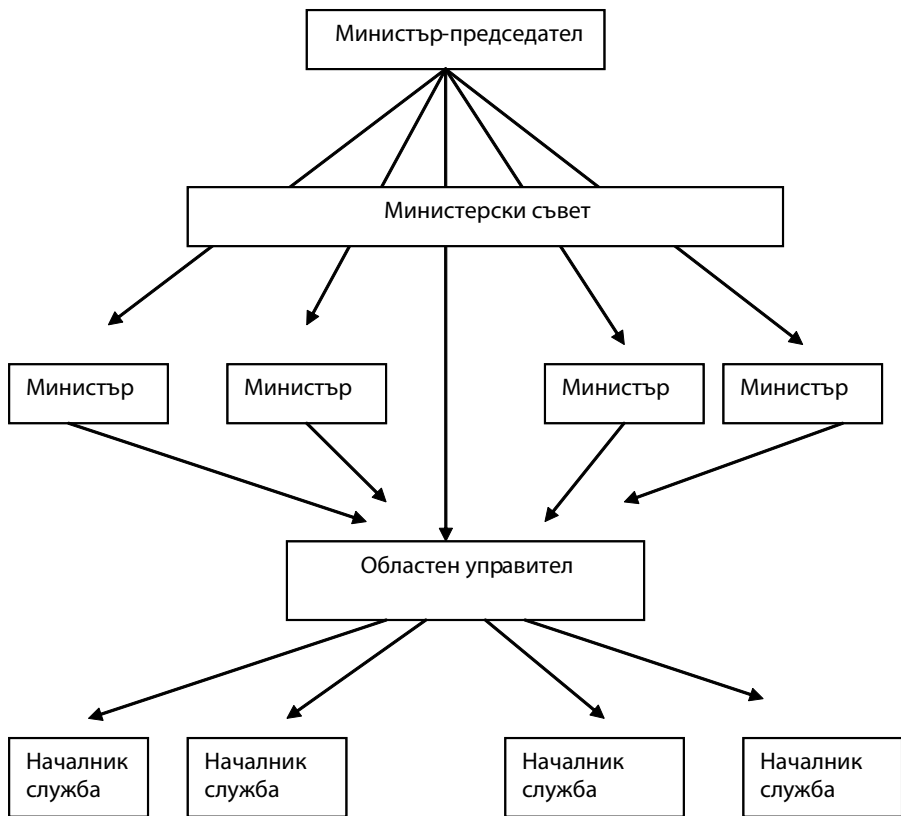 Министър-председател
Министерски съвет
Министър
Министър
Министър
Министър
Областен управител
Началник
служба
Началник
служба
Началник
служба
Началник
служба